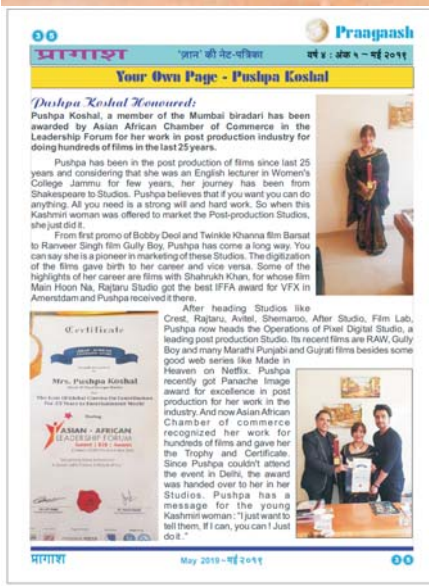 ३८
Praagaash
प्रागाश
'ज़ान' की नेट-पत्रिका
वर्ष ४ : अंक ५ ~ मई २०१९
Your Own Page - Pushpa Koshal
Pushpa Koshal Honoured:
Pushpa Koshal, a member of the Mumbai biradari has been
awarded by Asian African Chamber of Commerce in the
Leadership Forum for her work in post production industry for
doing hundreds of films in the last 25 years.
Pushpa has been in the post production of films since last 25
years and considering that she was an English lecturer in Women's
College Jammu for few years, her journey has been from
Shakespeare to Studios. Pushpa believes that if you want you can do
anything. All you need is a strong will and hard work. So when this
Kashmiri woman was offered to market the Post-production Studios,
she just did it.
From first promo of Bobby Deol and Twinkle Khanna film Barsat
to Ranveer Singh film Gully Boy, Pushpa has come a long way. You
can say she is a pioneer in marketing of these Studios. The digitization
of the films gave birth to her career and vice versa. Some of the
highlights of her career are films with Shahrukh Khan, for whose film
Main Hoon Na, Rajtaru Studio got the best IFFA award for VFX in
Amerstdam and Pushpa received it there.
After heading Studios like
Crest, Rajtaru, Avitel, Shemaroo, After Studio, Film Lab,
Pushpa now heads the Operations of Pixel Digital Studio, a
leading post production Studio. Its recent films are RAW, Gully
Boy and many Marathi Punjabi and Gujrati films besides some
good web series like Made in
Heaven on Netflix. Pushpa
recently got Panache Image
award for excellence in post
production for her work in the
industry. And now Asian African
Chamber of commerce
recognized her work for
hundreds of films and gave her
the Trophy and Certificate.
Since Pushpa couldn't attend
the event in Delhi, the award
was handed over to her in her
Studios. Pushpa has a
message for the young
Kashmiri woman : "I just want to
tell them, If I can, you can ! Just
do it.."
Certificate
Mrs. Pushpa Koshal
For 25 Years in Entertainment World
ASIAN - AFRICAN
LEADERSHIP FORUM
प्रागाश
May 2019 ~ मई २०१९